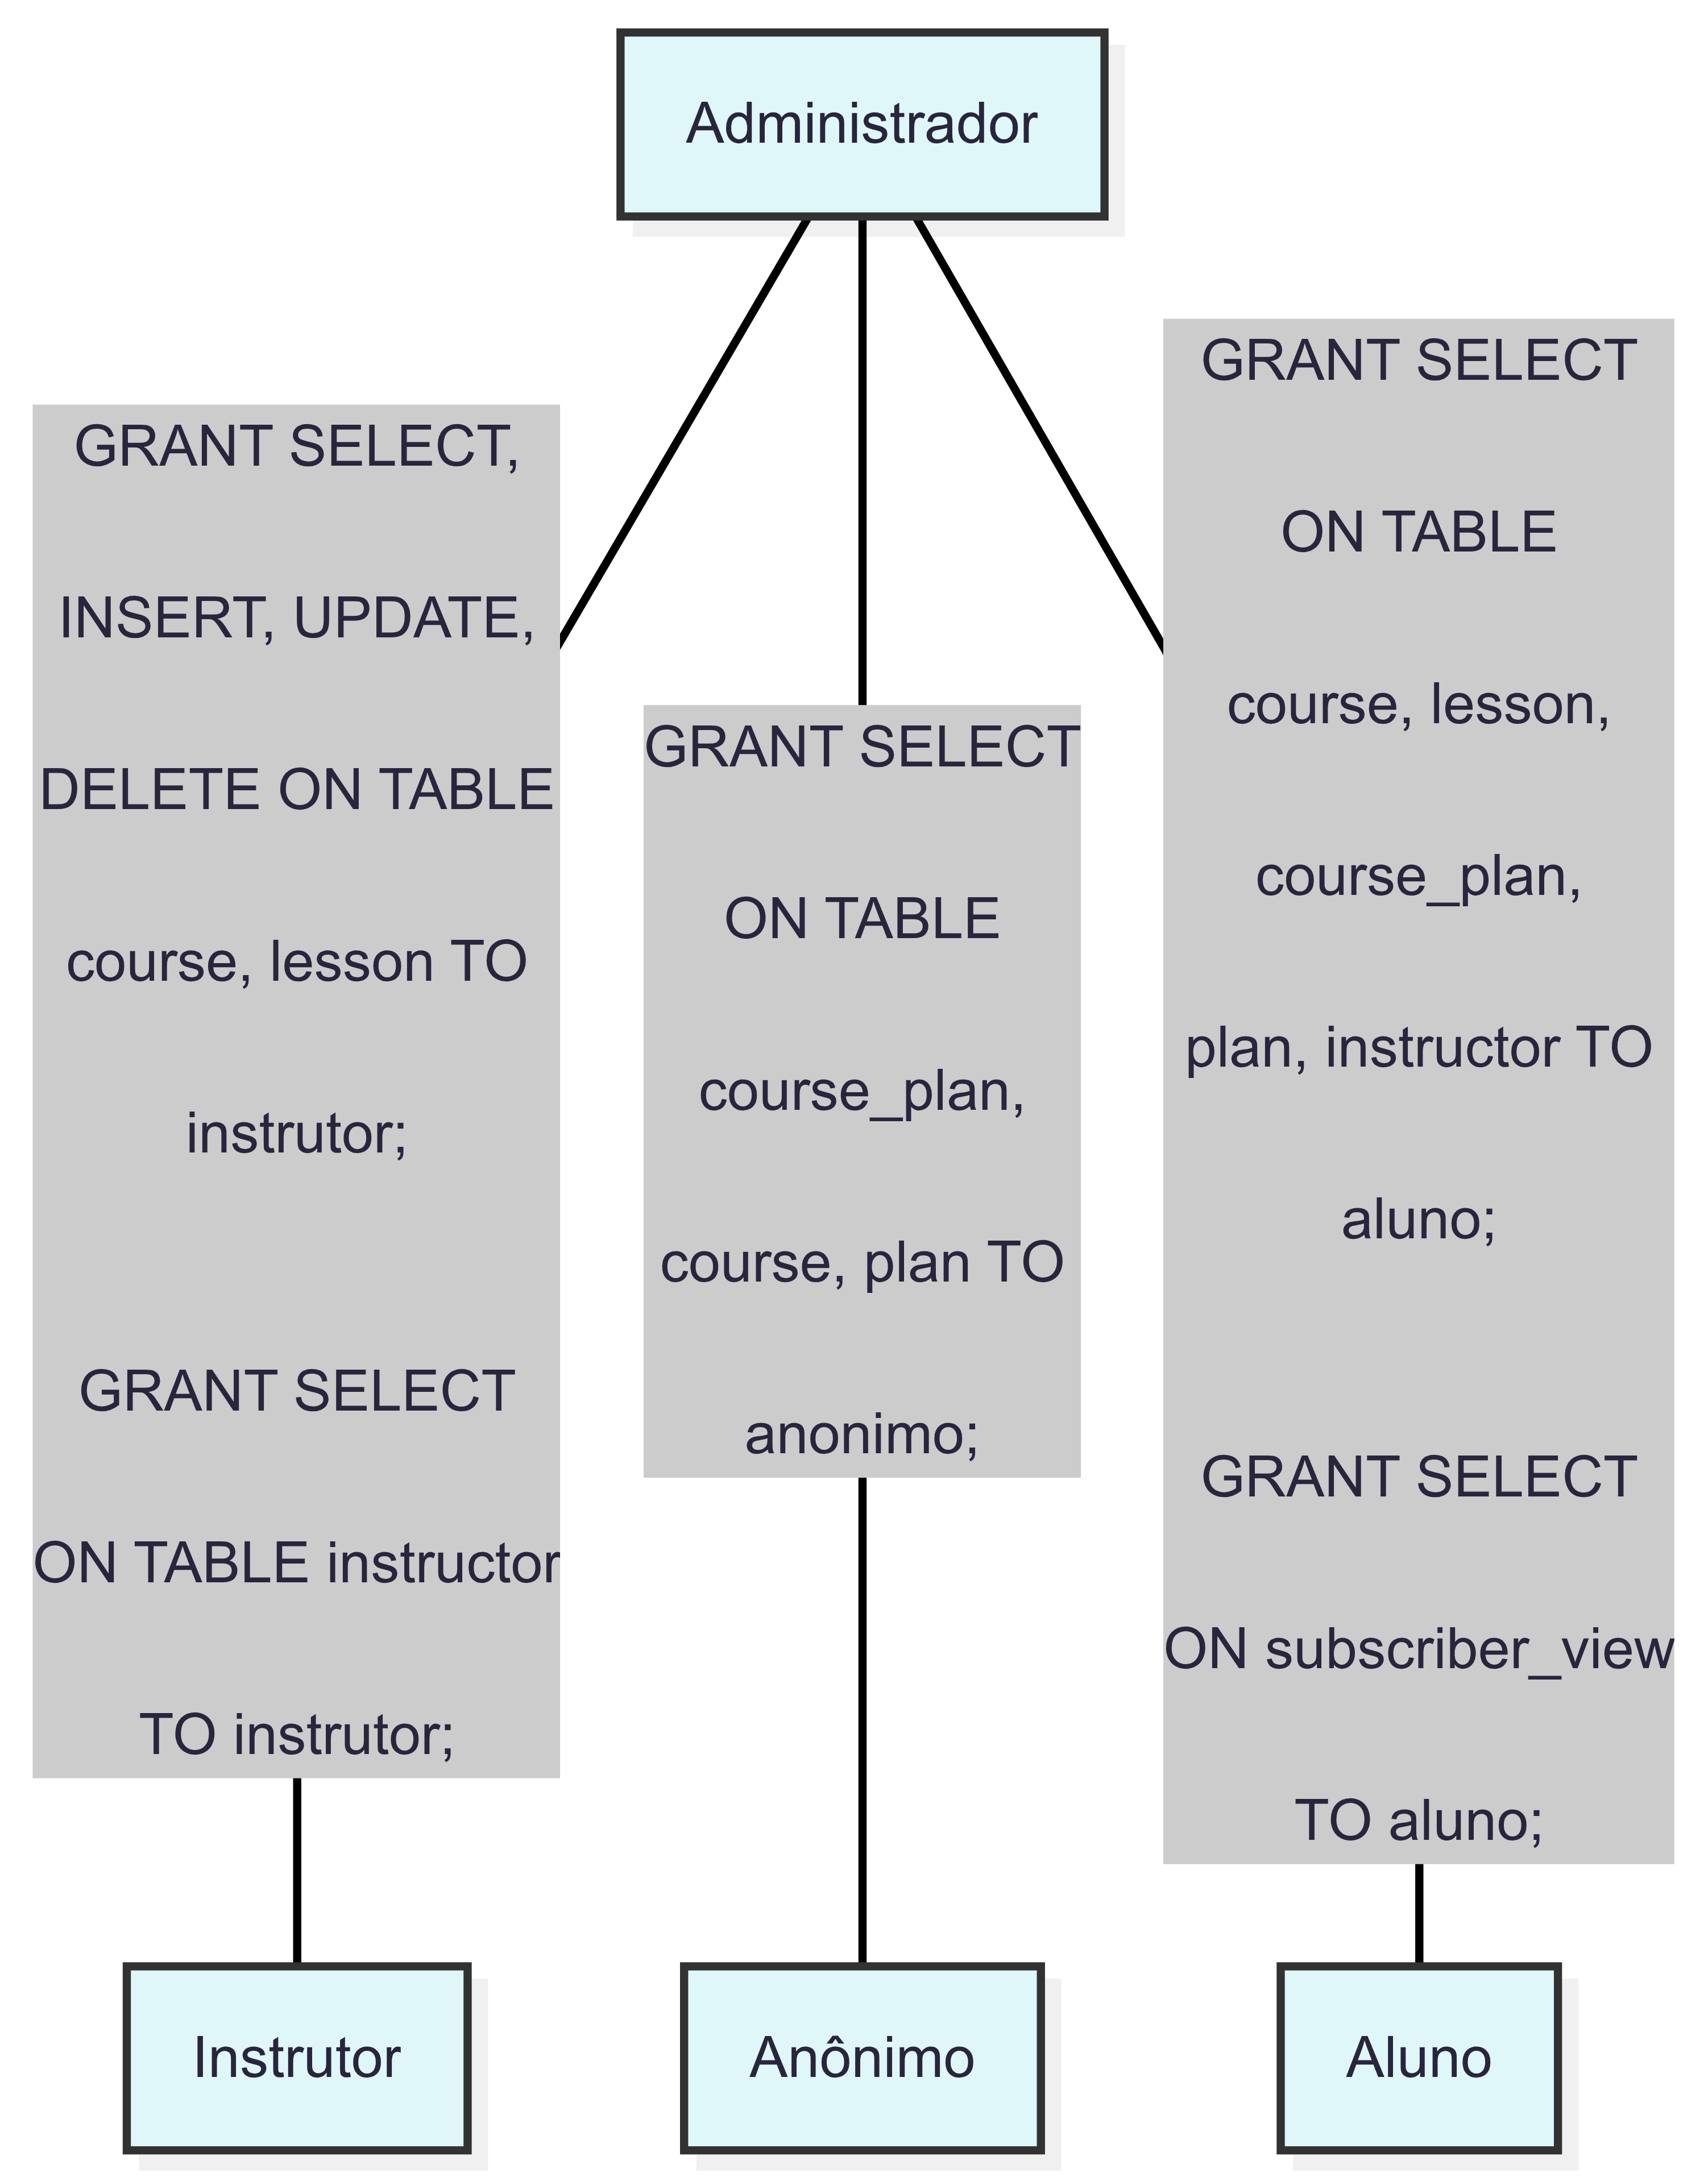 Administrador
GRANT SELECT,
INSERT, UPDATE,
DELETE ON TABLE
course, lesson TO
instrutor;
GRANT SELECT
ON TABLE instructor
TO instrutor;
GRANT SELECT
ON TABLE
course_plan,
course, plan TO
anonimo;
GRANT SELECT
ON TABLE
course, lesson,
course_plan,
plan, instructor TO
aluno;
GRANT SELECT
ON subscriber_view
TO aluno;
Instrutor
Anônimo
Aluno